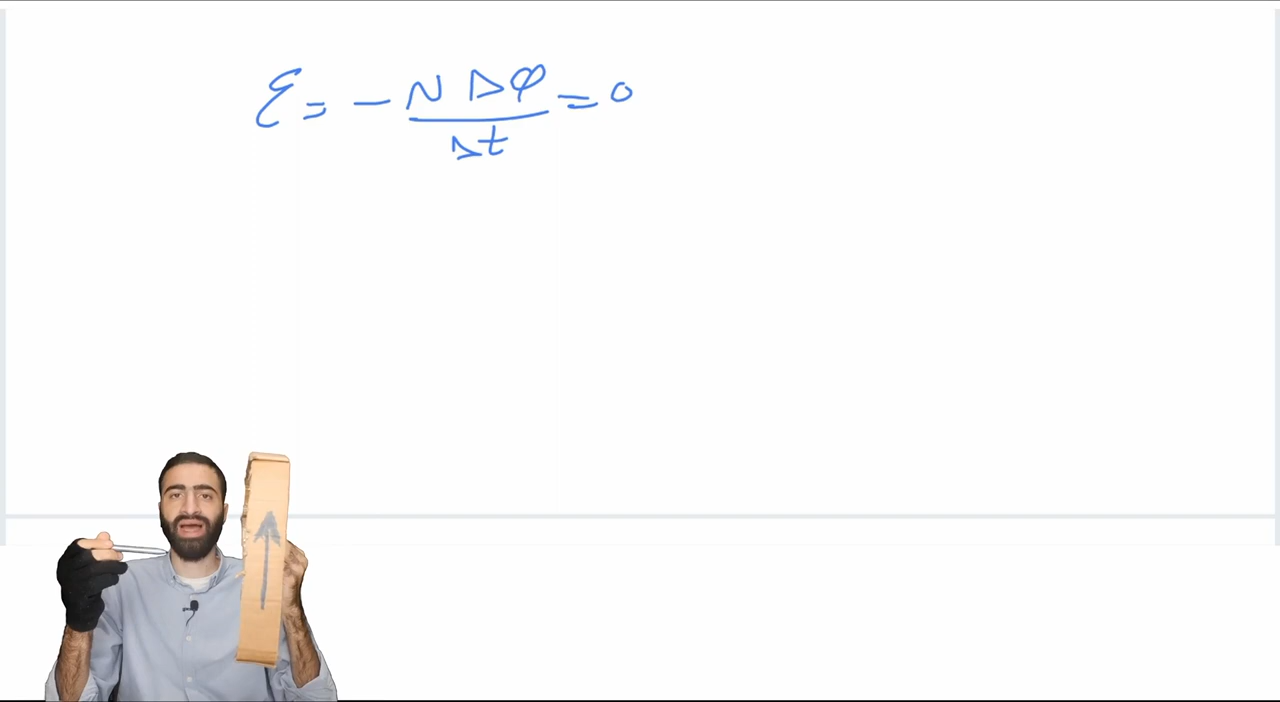 ℰ = - N Δφ / Δt = 0